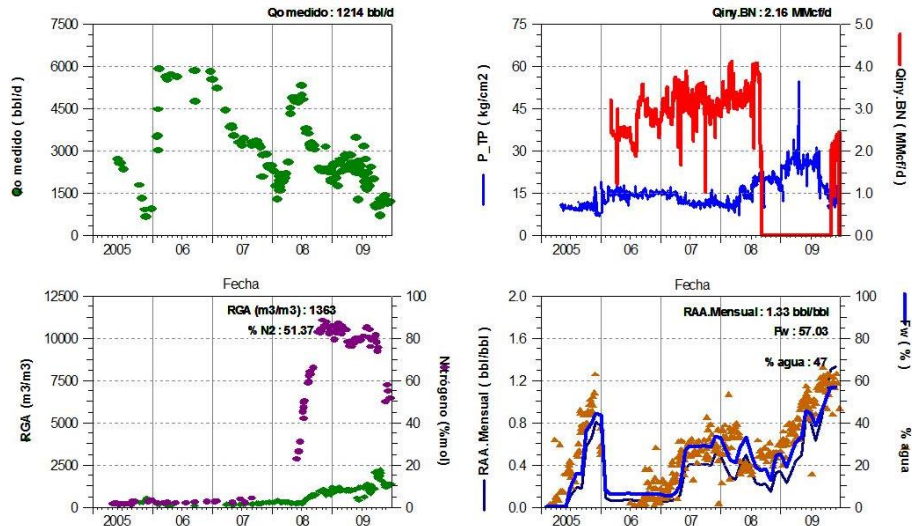 Qo medido : 1214 bbl/d
Qo medido ( bbl/d)
7500
6000
4500
3000
1500
0
2005 06 07 08 09
Fecha
Qiny.BN : 2.16 MMcf/d
P_TP ( kg/cm2)
75
60
45
30
15
0
5.0
4.0
3.0
2.0
1.0
0.0
Qiny.BN ( MMcf/d)
2005 06 07 08 09
Fecha
RGA (m3/m3) : 1363
% N2 : 51.37
RGA (m3/m3)
12500
10000
7500
5000
2500
0
100
80
60
40
20
0
Nitrógeno (%mol)
2005 06 07 08 09
RAA.Mensual : 1.33 bbl/bbl
Fw : 57.03
% agua : 47
RAA.Mensual ( bbl/bbl)
2.0
1.6
1.2
0.8
0.4
0.0
100
80
60
40
20
0
Fw ( % )
% agua
2005 06 07 08 09